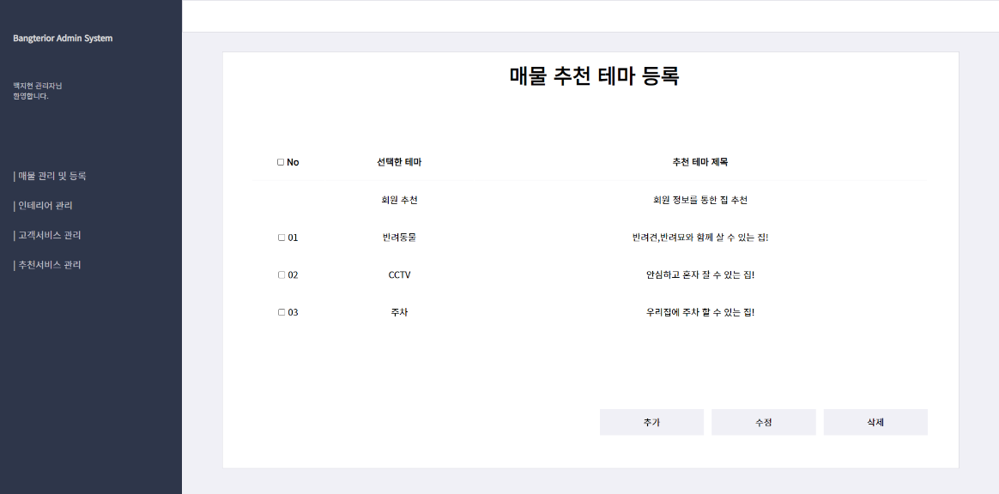 Bangterior Admin System
백지현 관리자님
환영합니다.
| 매물 관리 및 등록
| 인테리어 관리
| 고객서비스 관리
| 추천서비스 관리
매물 추천 테마 등록
No 선택한 테마 추천 테마 제목
회원 추천 회원 정보를 통한 집 추천
01 반려동물 반려견,반려묘와 함께 살 수 있는 집!
02 CCTV 안심하고 혼자 잘 수 있는 집!
03 주차 우리집에 주차 할 수 있는 집!
추가 수정 삭제